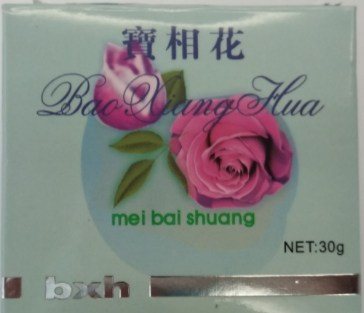 寶相花
Bao Xiang Hua
mei bai shuang
NET:30g
bxh